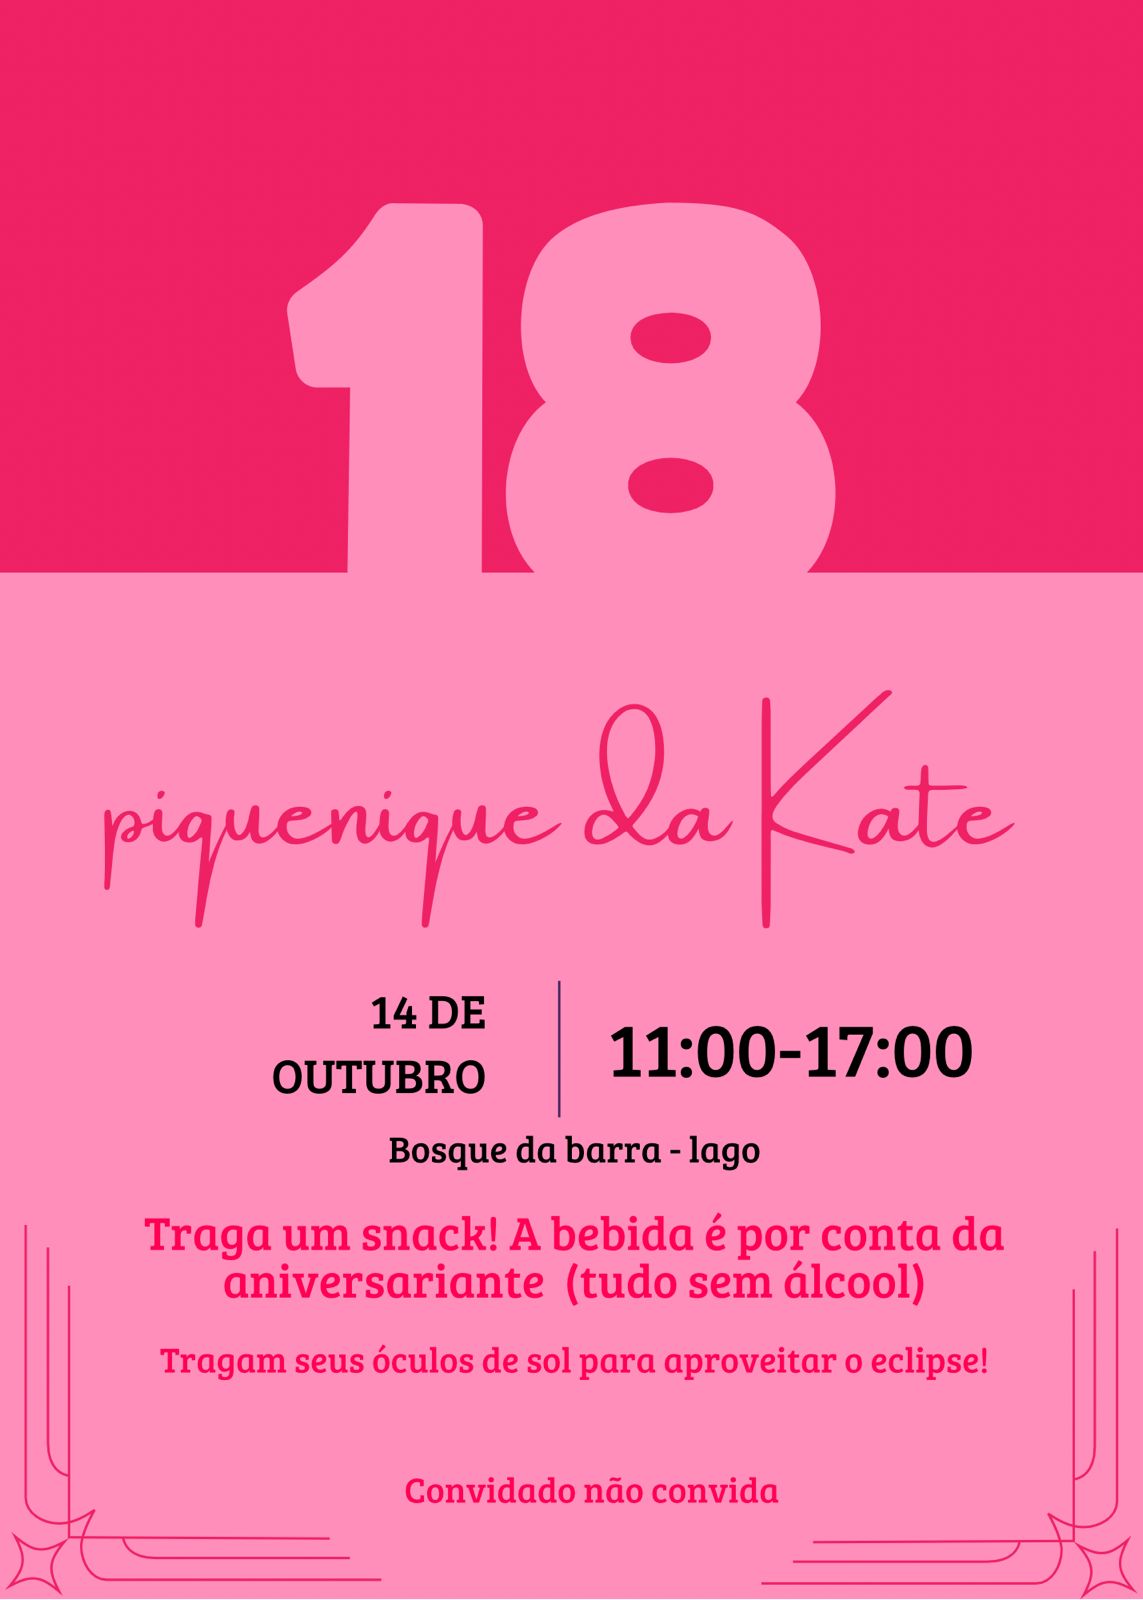 18
piquenique da Kate
14 DE
OUTUBRO
11:00-17:00
Bosque da barra - lago
Traga um snack! A bebida é por conta da
aniversariante (tudo sem álcool)
Tragam seus óculos de sol para aproveitar o eclipse!
Convidado não convida